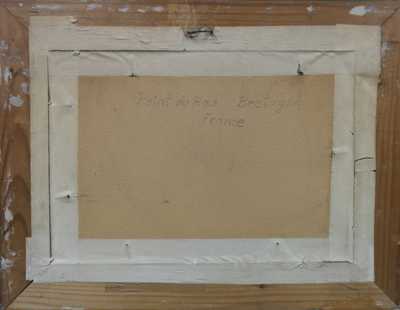 Point du Raz Bretagne
France